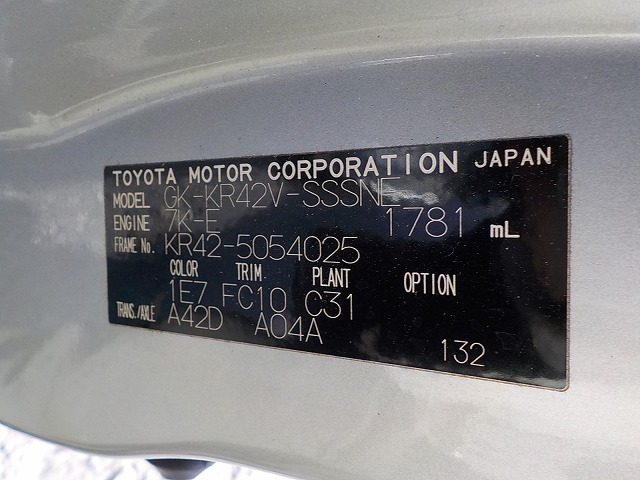 TOYOTA MOTOR CORPORATION JAPAN
MODEL GK-KR42V-SSSNE
ENGINE 7K-E 1781 mL
FRAME No. KR42-5054025
COLOR TRIM PLANT OPTION
1E7 FC10 C31
TRANS./AXLE A42D A04A
132